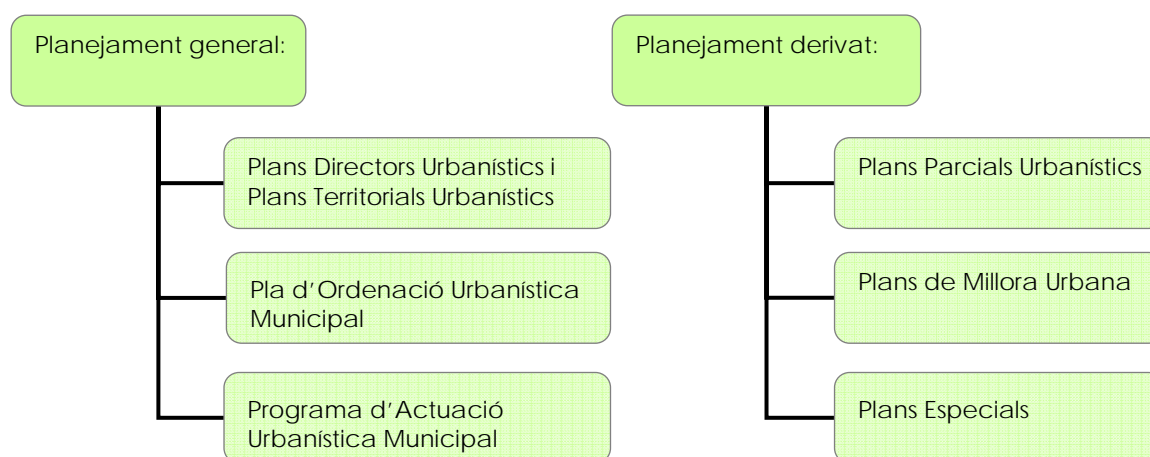 Planejament general:
Plans Directors Urbanístics i
Plans Territorials Urbanístics
Pla d’Ordenació Urbanística
Municipal
Programa d’Actuació
Urbanística Municipal
Planejament derivat:
Plans Parcials Urbanístics
Plans de Millora Urbana
Plans Especials